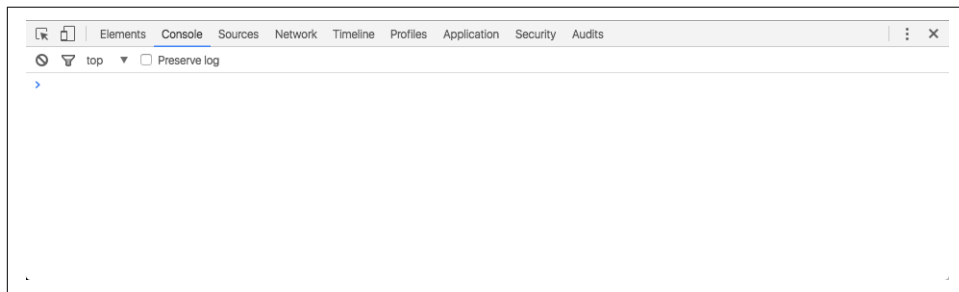 Elements Console Sources Network Timeline Profiles Application Security Audits
top Preserve log